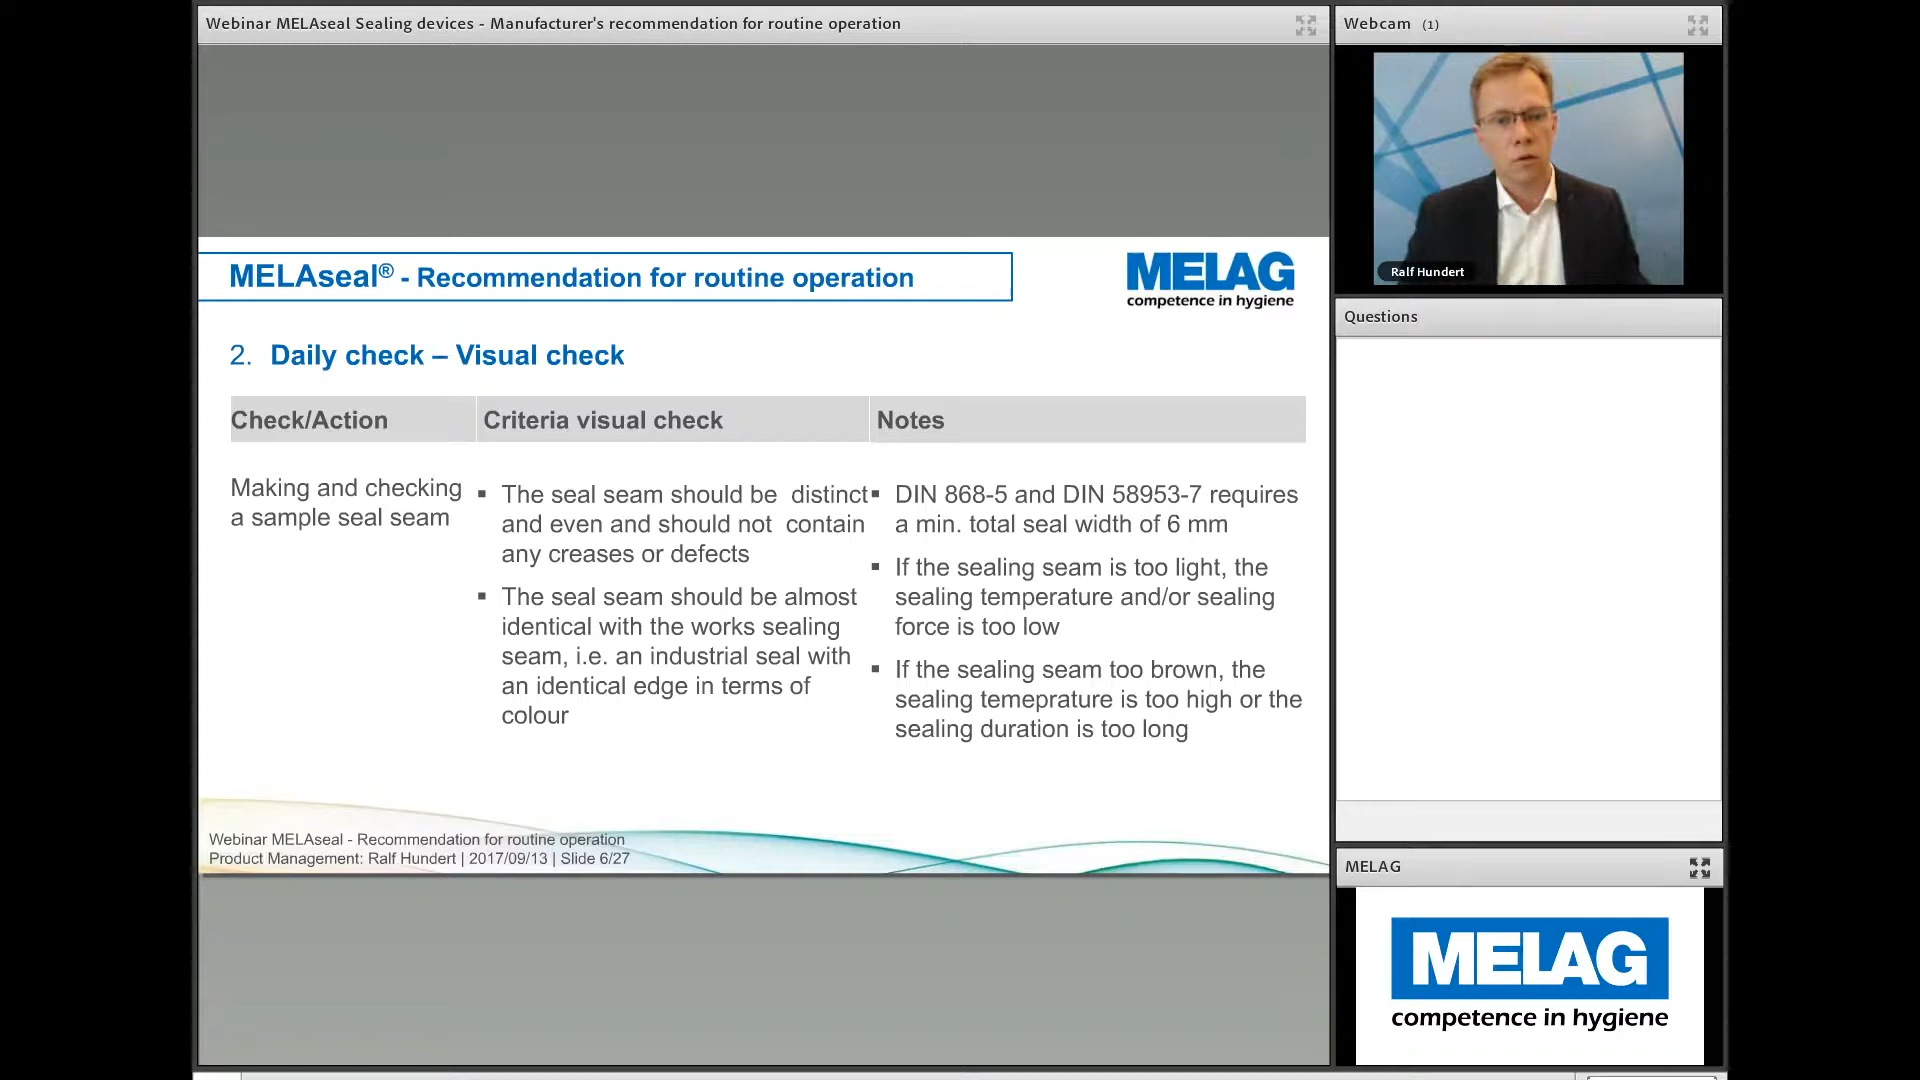 Webinar MELAseal Sealing devices - Manufacturer's recommendation for routine operation
MELAseal® - Recommendation for routine operation
MELAG
competence in hygiene
2. Daily check – Visual check
Check/Action
Criteria visual check
Notes
Making and checking
a sample seal seam
▪ The seal seam should be distinct
and even and should not contain
any creases or defects
▪ The seal seam should be almost
identical with the works sealing
seam, i.e. an industrial seal with
an identical edge in terms of
colour
▪ DIN 868-5 and DIN 58953-7 requires
a min. total seal width of 6 mm
▪ If the sealing seam is too light, the
sealing temperature and/or sealing
force is too low
▪ If the sealing seam too brown, the
sealing temeprature is too high or the
sealing duration is too long
Webinar MELAseal - Recommendation for routine operation
Product Management: Ralf Hundert | 2017/09/13 | Slide 6/27
Webcam (1)
Ralf Hundert
Questions
MELAG
MELAG
competence in hygiene